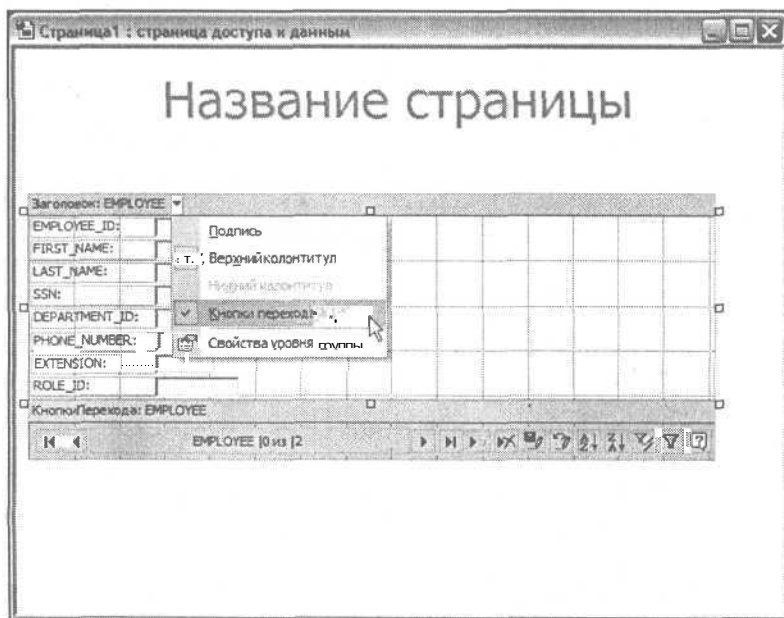 Страница1 : страница доступа к данным
Название страницы
Заголовок: EMPLOYEE
EMPLOYEE_ID:
FIRST_NAME:
LAST_NAME:
SSN:
DEPARTMENT_ID:
PHONE_NUMBER:
EXTENSION:
ROLE_ID:
Подпись
Верхний колонтитул
Нижний колонтитул
Кнопки перехода
Свойства уровня группы
КнопкиПерехода: EMPLOYEE
EMPLOYEE |0 из |2